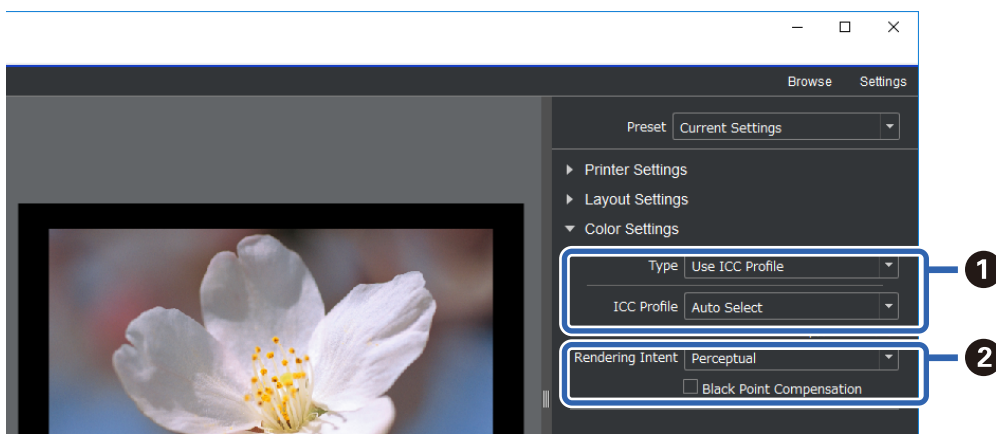 Browse Settings
Preset Current Settings
Printer Settings
Layout Settings
Color Settings
Type Use ICC Profile
1
ICC Profile Auto Select
Rendering Intent Perceptual
2
Black Point Compensation